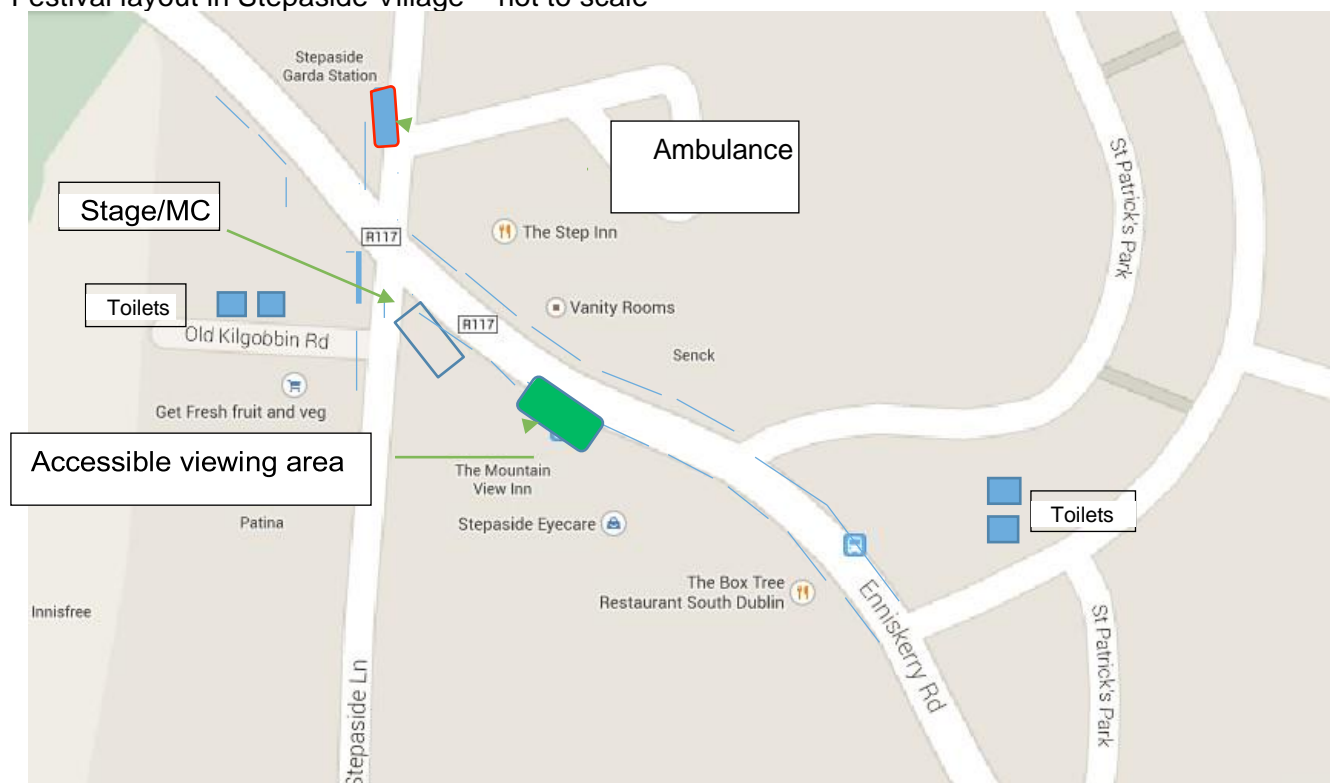 Festival layout in Stepaside Village – not to scale
Stepaside
Garda Station
Ambulance
Stage/MC
R117
The Step Inn
St Patrick's Park
Toilets
Vanity Rooms
R117
Old Kilgobbin Rd
Senck
Get Fresh fruit and veg
Accessible viewing area
The Mountain
View Inn
Patina
Stepaside Eyecare
Toilets
The Box Tree
Restaurant South Dublin
Innisfree
Enniskerry Rd
St Patrick's Park
Stepaside Ln